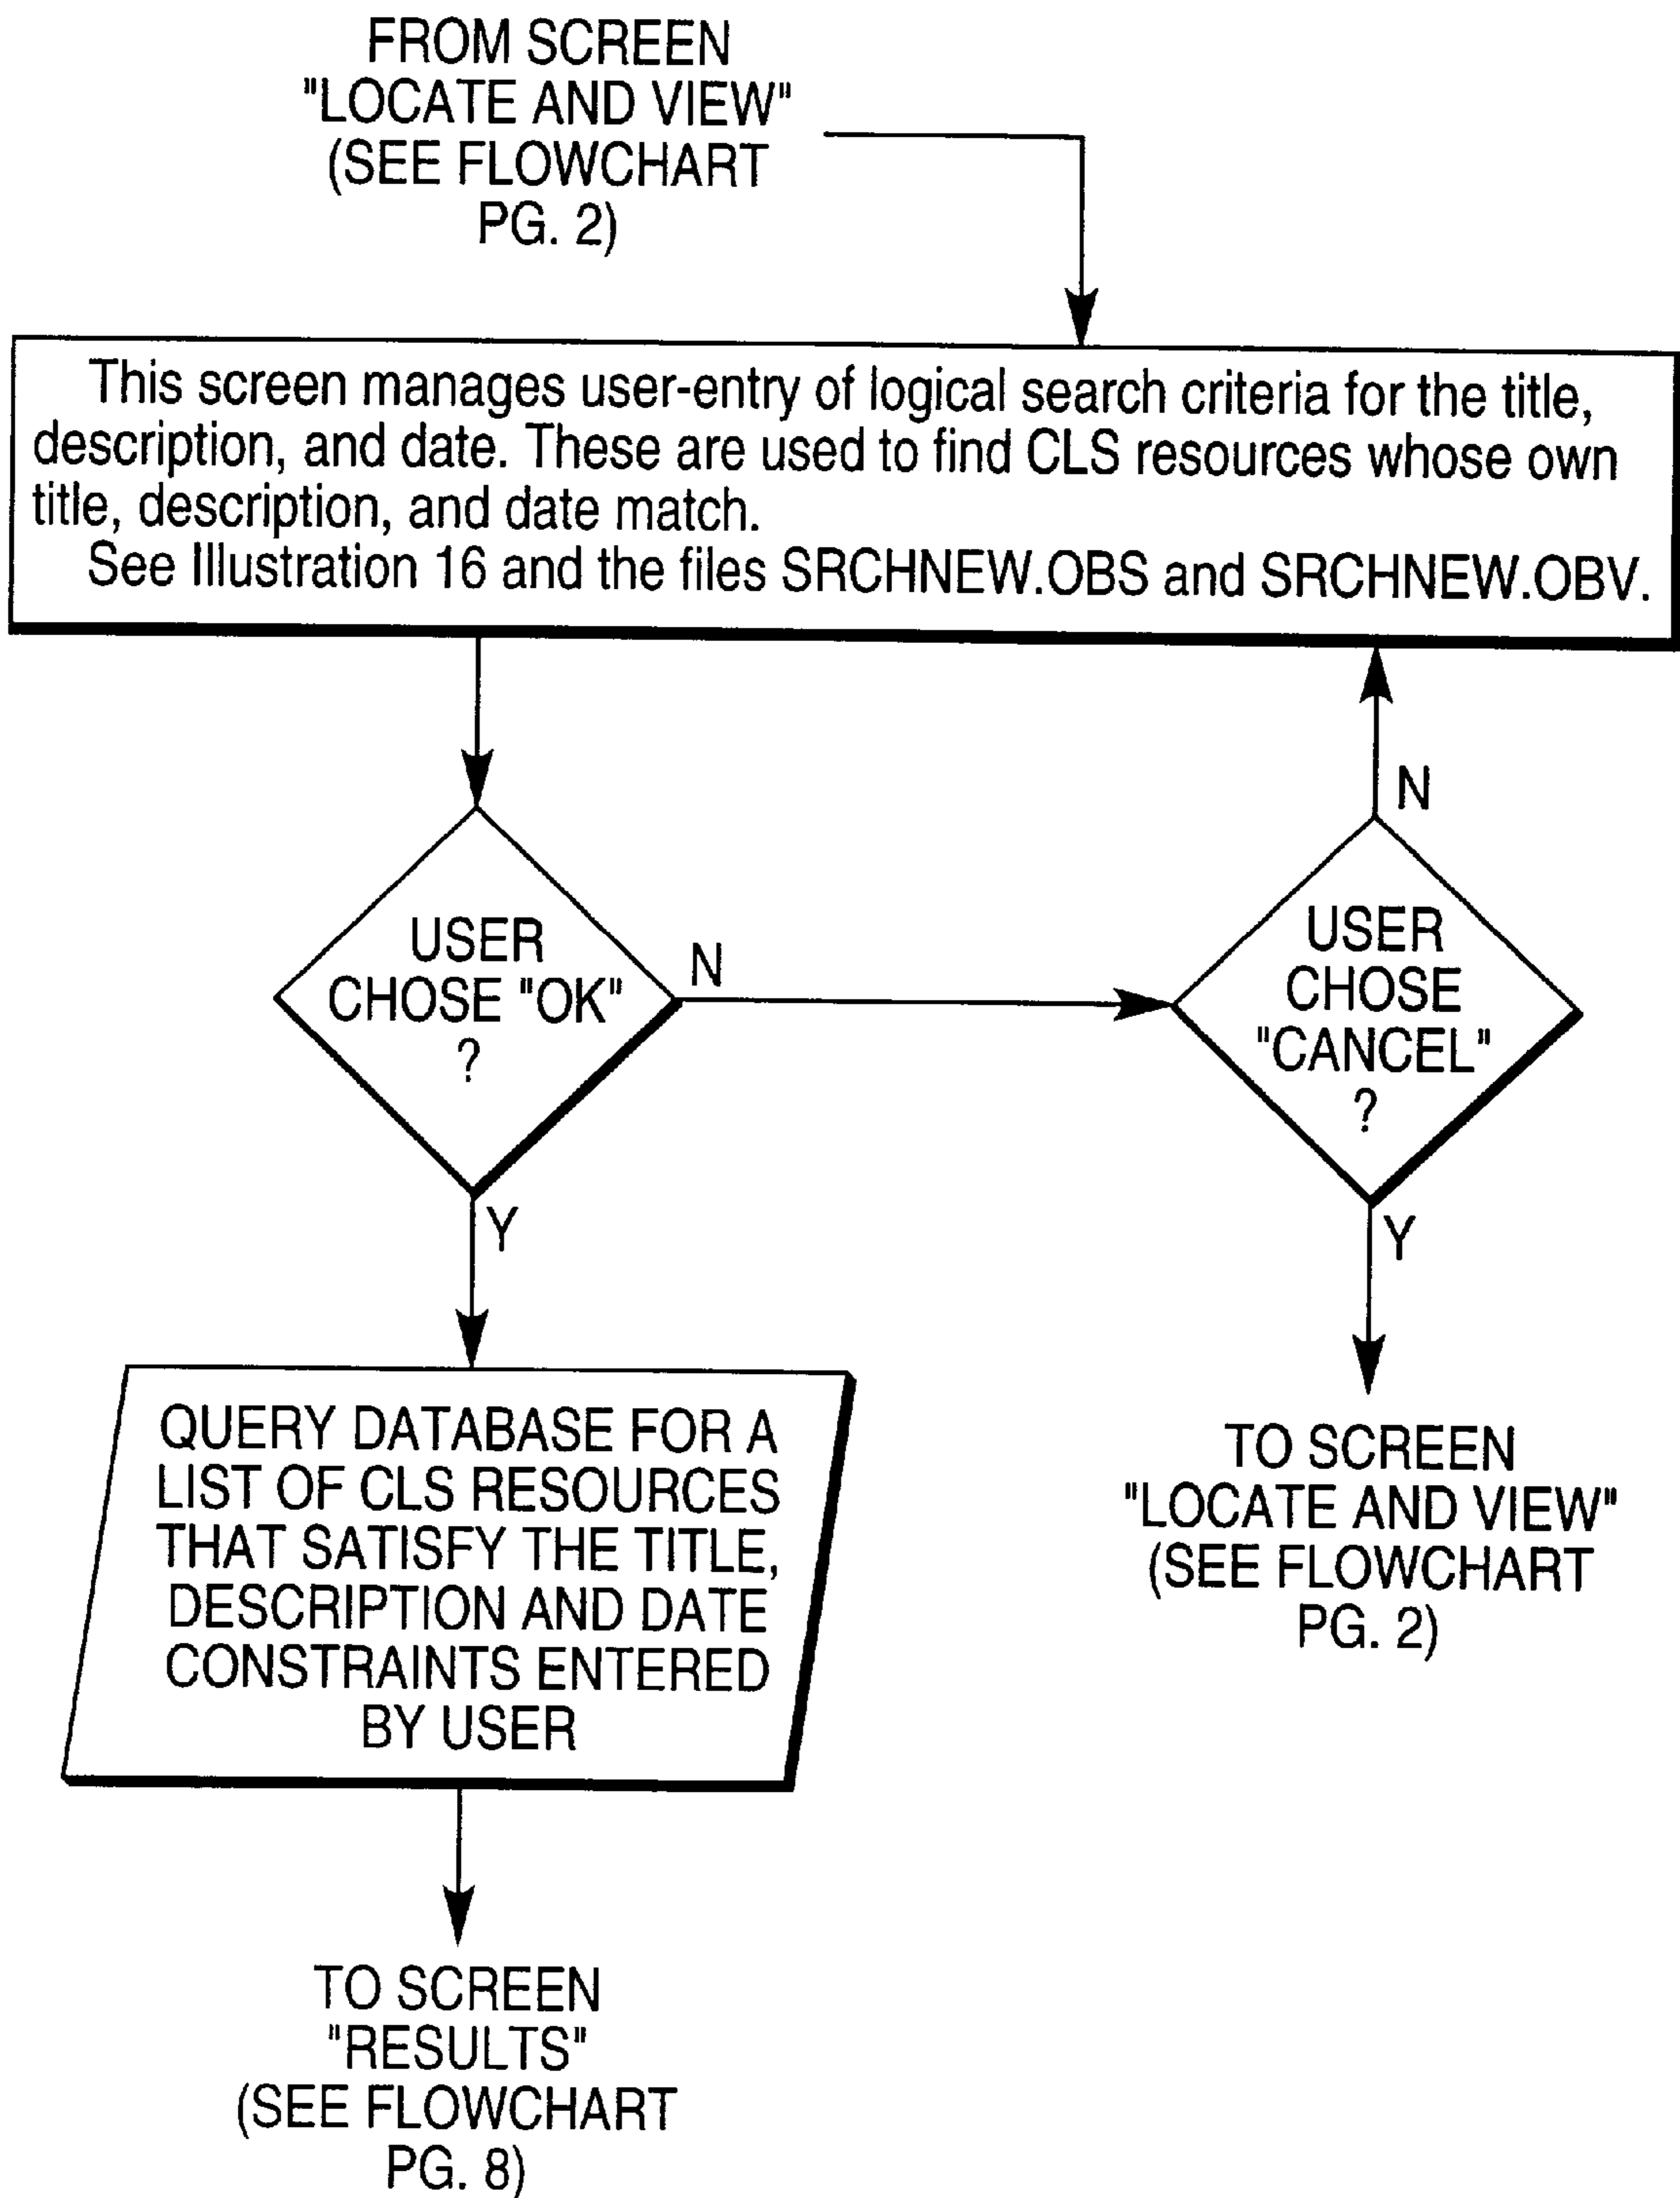 FROM SCREEN
"LOCATE AND VIEW"
(SEE FLOWCHART
PG. 2)
This screen manages user-entry of logical search criteria for the title,
description, and date. These are used to find CLS resources whose own
title, description, and date match.
See Illustration 16 and the files SRCHNEW.OBS and SRCHNEW.OBV.
USER
CHOSE "OK"
?
N
Y
USER
CHOSE
"CANCEL"
?
N
Y
QUERY DATABASE FOR A
LIST OF CLS RESOURCES
THAT SATISFY THE TITLE,
DESCRIPTION AND DATE
CONSTRAINTS ENTERED
BY USER
TO SCREEN
"LOCATE AND VIEW"
(SEE FLOWCHART
PG. 2)
TO SCREEN
"RESULTS"
(SEE FLOWCHART
PG. 8)